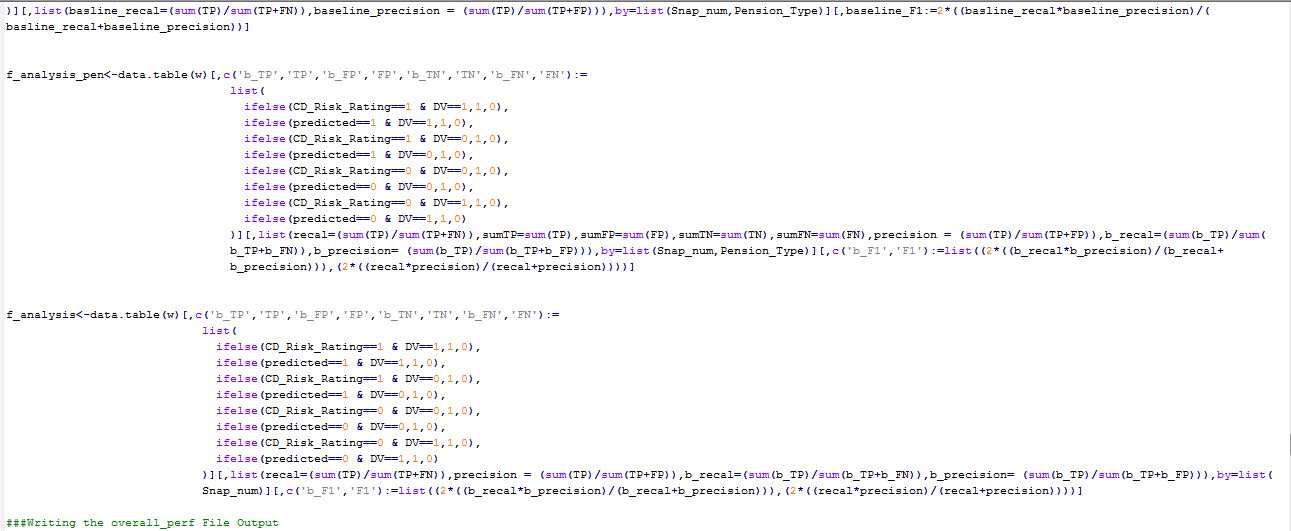 )][,list(basline_recal=(sum(TP)/sum(TP+FN)),baseline_precision = (sum(TP)/sum(TP+FP))),by=list(Snap_num,Pension_Type)][,baseline_F1:=2*((basline_recal*baseline_precision)/(
basline_recal+baseline_precision))]
f_analysis_pen<-data.table(w)[,c('b_TP','TP','b_FP','FP','b_TN','TN','b_FN','FN'):=
list(
ifelse(CD_Risk_Rating==1 & DV==1,1,0),
ifelse(predicted==1 & DV==1,1,0),
ifelse(CD_Risk_Rating==1 & DV==0,1,0),
ifelse(predicted==1 & DV==0,1,0),
ifelse(CD_Risk_Rating==0 & DV==0,1,0),
ifelse(predicted==0 & DV==0,1,0),
ifelse(CD_Risk_Rating==0 & DV==1,1,0),
ifelse(predicted==0 & DV==1,1,0)
)][,list(recal=(sum(TP)/sum(TP+FN)),sumTP=sum(TP),sumFP=sum(FP),sumTN=sum(TN),sumFN=sum(FN),precision = (sum(TP)/sum(TP+FP)),b_recal=(sum(b_TP)/sum(
b_TP+b_FN)),b_precision= (sum(b_TP)/sum(b_TP+b_FP))),by=list(Snap_num,Pension_Type)][,c('b_F1','F1'):=list((2*((b_recal*b_precision)/(b_recal+
b_precision))),(2*((recal*precision)/(recal+precision))))]
f_analysis<-data.table(w)[,c('b_TP','TP','b_FP','FP','b_TN','TN','b_FN','FN'):=
list(
ifelse(CD_Risk_Rating==1 & DV==1,1,0),
ifelse(predicted==1 & DV==1,1,0),
ifelse(CD_Risk_Rating==1 & DV==0,1,0),
ifelse(predicted==1 & DV==0,1,0),
ifelse(CD_Risk_Rating==0 & DV==0,1,0),
ifelse(predicted==0 & DV==0,1,0),
ifelse(CD_Risk_Rating==0 & DV==1,1,0),
ifelse(predicted==0 & DV==1,1,0)
)][,list(recal=(sum(TP)/sum(TP+FN)),precision = (sum(TP)/sum(TP+FP)),b_recal=(sum(b_TP)/sum(b_TP+b_FN)),b_precision= (sum(b_TP)/sum(b_TP+b_FP))),by=list(
Snap_num)][,c('b_F1','F1'):=list((2*((b_recal*b_precision)/(b_recal+b_precision))),(2*((recal*precision)/(recal+precision))))]
###Writing the overall_perf File Output